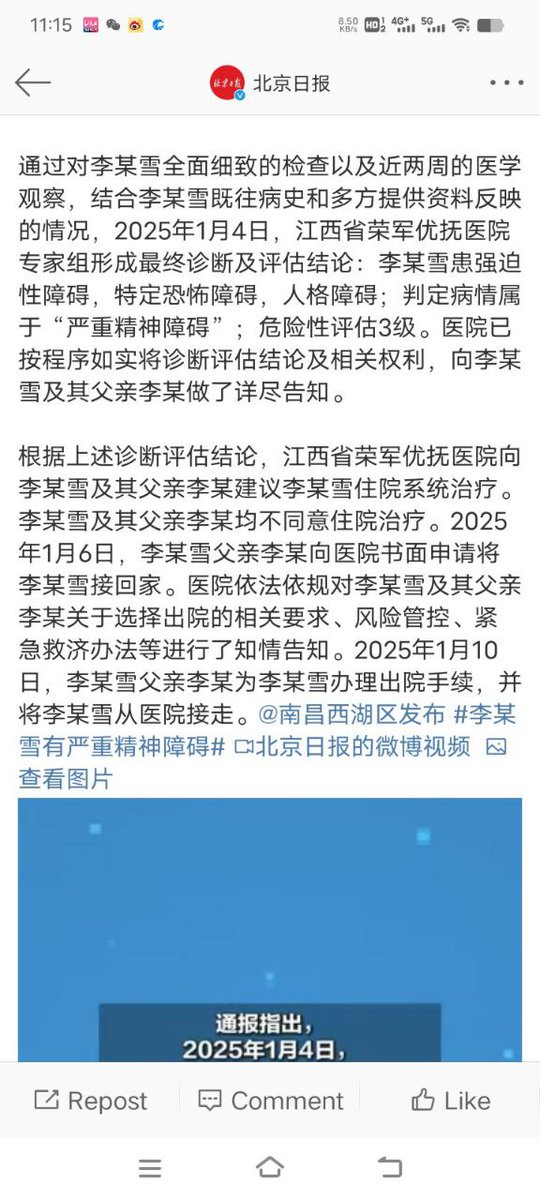 11:15
8.50 KB/s HD 1 2 4G+ 5G
北京日报
通过对李某雪全面细致的检查以及近两周的医学
观察，结合李某雪既往病史和多方提供资料反映
的情况，2025年1月4日，江西省荣军优抚医院
专家组形成最终诊断及评估结论：李某雪患强迫
性障碍，特定恐怖障碍，人格障碍；判定病情属
于“严重精神障碍”；危险性评估3级。医院已
按程序如实将诊断评估结论及相关权利，向李某
雪及其父亲李某做了详尽告知。
根据上述诊断评估结论，江西省荣军优抚医院向
李某雪及其父亲李某建议李某雪住院系统治疗。
李某雪及其父亲李某均不同意住院治疗。2025
年1月6日，李某雪父亲李某向医院书面申请将
李某雪接回家。医院依法依规对李某雪及其父亲
李某关于选择出院的相关要求、风险管控、紧
急救济办法等进行了知情告知。2025年1月10
日，李某雪父亲李某为李某雪办理出院手续，并
将李某雪从医院接走。@南昌西湖区发布 #李某
雪有严重精神障碍# 北京日报的微博视频
查看图片
通报指出，
2025年1月4日，
Repost Comment Like